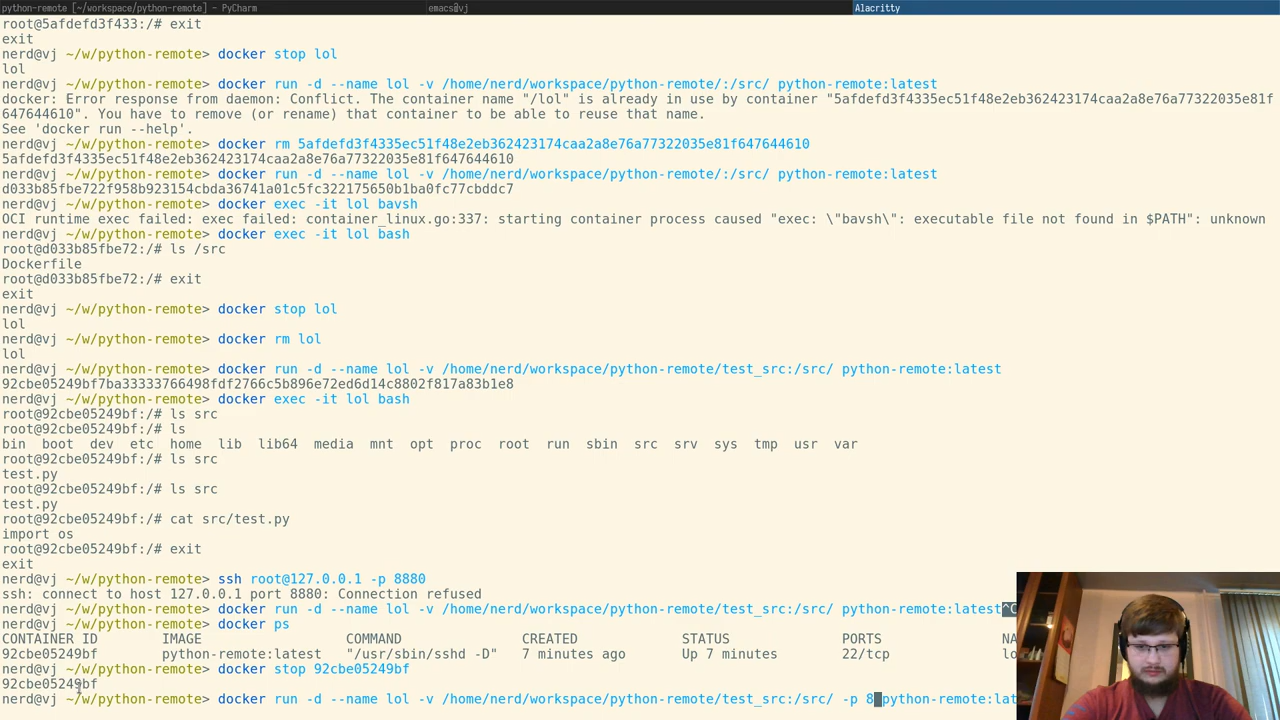 python-remote [~/workspace/python-remote] - PyCharm
emacs@vj
Alacritty
root@5afdefd3f433:/# exit
exit
nerd@vj ~/w/python-remote> docker stop lol
lol
nerd@vj ~/w/python-remote> docker run -d --name lol -v /home/nerd/workspace/python-remote/:/src/ python-remote:latest
docker: Error response from daemon: Conflict. The container name "/lol" is already in use by container "5afdefd3f4335ec51f48e2eb362423174caa2a8e76a77322035e81f
647644610". You have to remove (or rename) that container to be able to reuse that name.
See 'docker run --help'.
nerd@vj ~/w/python-remote> docker rm 5afdefd3f4335ec51f48e2eb362423174caa2a8e76a77322035e81f647644610
5afdefd3f4335ec51f48e2eb362423174caa2a8e76a77322035e81f647644610
nerd@vj ~/w/python-remote> docker run -d --name lol -v /home/nerd/workspace/python-remote/:/src/ python-remote:latest
d033b85fbe722f958b923154cbda36741a01c5fc322175650b1ba0fc77cbddc7
nerd@vj ~/w/python-remote> docker exec -it lol bavsh
OCI runtime exec failed: exec failed: container_linux.go:337: starting container process caused "exec: \"bavsh\": executable file not found in $PATH": unknown
nerd@vj ~/w/python-remote> docker exec -it lol bash
root@d033b85fbe72:/# ls /src
Dockerfile
root@d033b85fbe72:/# exit
exit
nerd@vj ~/w/python-remote> docker stop lol
lol
nerd@vj ~/w/python-remote> docker rm lol
lol
nerd@vj ~/w/python-remote> docker run -d --name lol -v /home/nerd/workspace/python-remote/test_src:/src/ python-remote:latest
92cbe05249bf7ba33333766498fdf2766c5b896e72ed6d14c8802f817a83b1e8
nerd@vj ~/w/python-remote> docker exec -it lol bash
root@92cbe05249bf:/# ls src
root@92cbe05249bf:/# ls
bin  boot  dev  etc  home  lib  lib64  media  mnt  opt  proc  root  run  sbin  src  srv  sys  tmp  usr  var
root@92cbe05249bf:/# ls src
test.py
root@92cbe05249bf:/# ls src
test.py
root@92cbe05249bf:/# cat src/test.py
import os
root@92cbe05249bf:/# exit
exit
nerd@vj ~/w/python-remote> ssh root@127.0.0.1 -p 8880
ssh: connect to host 127.0.0.1 port 8880: Connection refused
nerd@vj ~/w/python-remote> docker run -d --name lol -v /home/nerd/workspace/python-remote/test_src:/src/ python-remote:latest^C
nerd@vj ~/w/python-remote> docker ps
CONTAINER ID        IMAGE                  COMMAND               CREATED             STATUS              PORTS               NA
92cbe05249bf        python-remote:latest   "/usr/sbin/sshd -D"   7 minutes ago       Up 7 minutes        22/tcp              lo
nerd@vj ~/w/python-remote> docker stop 92cbe05249bf
92cbe05249bf
nerd@vj ~/w/python-remote> docker run -d --name lol -v /home/nerd/workspace/python-remote/test_src:/src/ -p 8 python-remote:lat